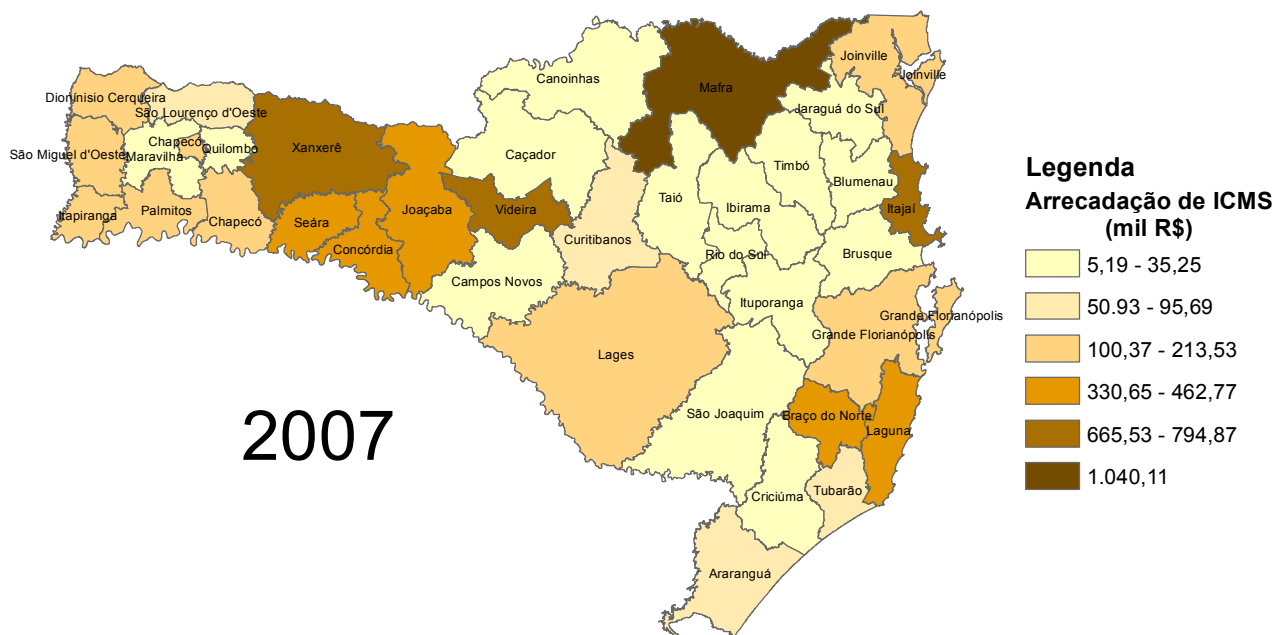 Joinville
Joinville
Canoinhas
Mafra
Dionínisio Cerqueira
São Lourenço d'Oeste
Jaraguá do Sul
Chapecó
Quilombo
Xanxerê
São Miguel d'Oeste
Maravilha
Caçador
Timbó
Blumenau
Taió
Ibirama
Itapiranga
Palmitos
Chapecó
Seára
Joaçaba
Videira
Itajaí
Concórdia
Curitibanos
Rio do Sul
Brusque
Campos Novos
Ituporanga
Grande Florianópolis
Grande Florianópolis
Lages
São Joaquim
Braço do Norte
Laguna
Criciúma
Tubarão
Araranguá
2007
Legenda
Arrecadação de ICMS
(mil R$)
5,19 - 35,25
50.93 - 95,69
100,37 - 213,53
330,65 - 462,77
665,53 - 794,87
1.040,11